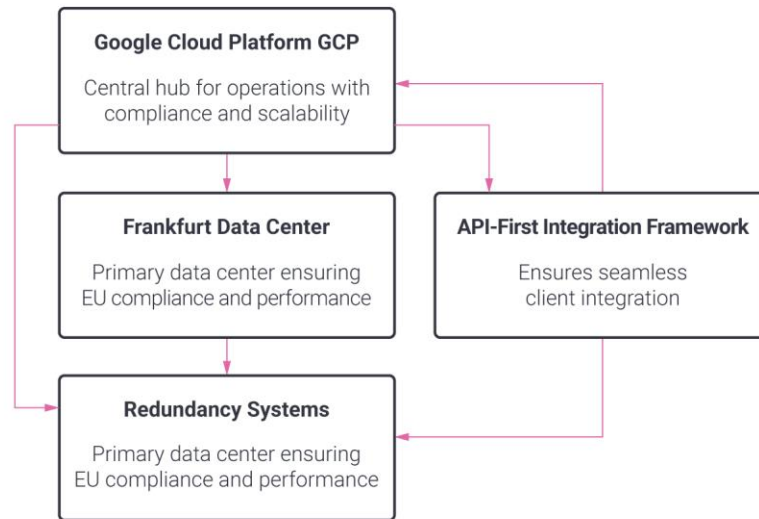 Google Cloud Platform GCP
Central hub for operations with
compliance and scalability
Frankfurt Data Center
Primary data center ensuring
EU compliance and performance
API-First Integration Framework
Ensures seamless
client integration
Redundancy Systems
Primary data center ensuring
EU compliance and performance